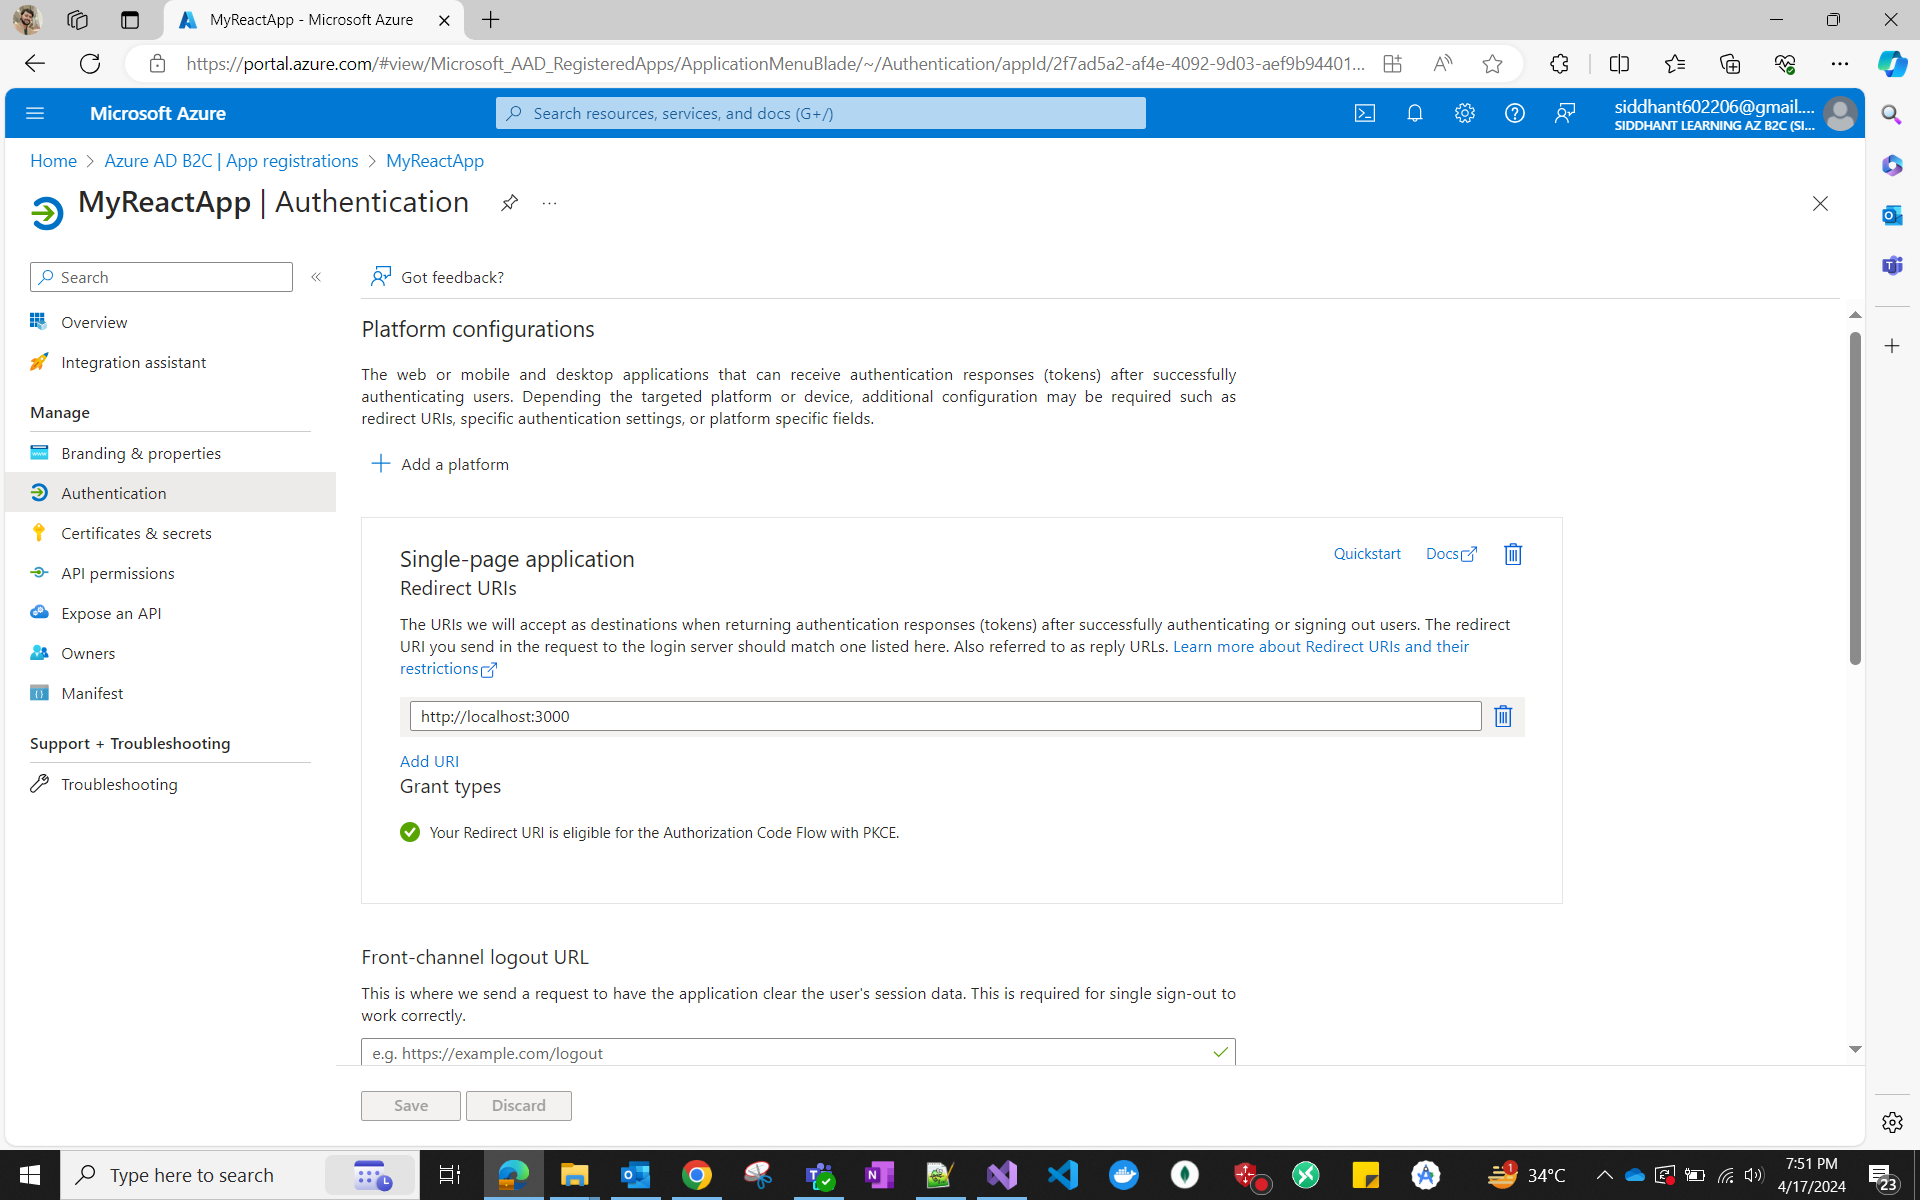 MyReactApp - Microsoft Azure
https://portal.azure.com/#view/Microsoft_AAD_RegisteredApps/ApplicationMenuBlade/~/Authentication/appId/2f7ad5a2-af4e-4092-9d03-aef9b94401...
Microsoft Azure
Search resources, services, and docs (G+/)
siddhant602206@gmail....
SIDDHANT LEARNING AZ B2C (SI...
Home > Azure AD B2C | App registrations > MyReactApp
MyReactApp | Authentication
Search
Got feedback?
Overview
Integration assistant
Manage
Branding & properties
Authentication
Certificates & secrets
API permissions
Expose an API
Owners
Manifest
Support + Troubleshooting
Troubleshooting
Platform configurations
The web or mobile and desktop applications that can receive authentication responses (tokens) after successfully
authenticating users. Depending the targeted platform or device, additional configuration may be required such as
redirect URIs, specific authentication settings, or platform specific fields.
Add a platform
Single-page application
Quickstart
Docs
Redirect URIs
The URIs we will accept as destinations when returning authentication responses (tokens) after successfully authenticating or signing out users. The redirect
URI you send in the request to the login server should match one listed here. Also referred to as reply URLs. Learn more about Redirect URIs and their
restrictions
http://localhost:3000
Add URI
Grant types
Your Redirect URI is eligible for the Authorization Code Flow with PKCE.
Front-channel logout URL
This is where we send a request to have the application clear the user's session data. This is required for single sign-out to
work correctly.
e.g. https://example.com/logout
Save
Discard
Type here to search
1
34°C
7:51 PM
4/17/2024
23